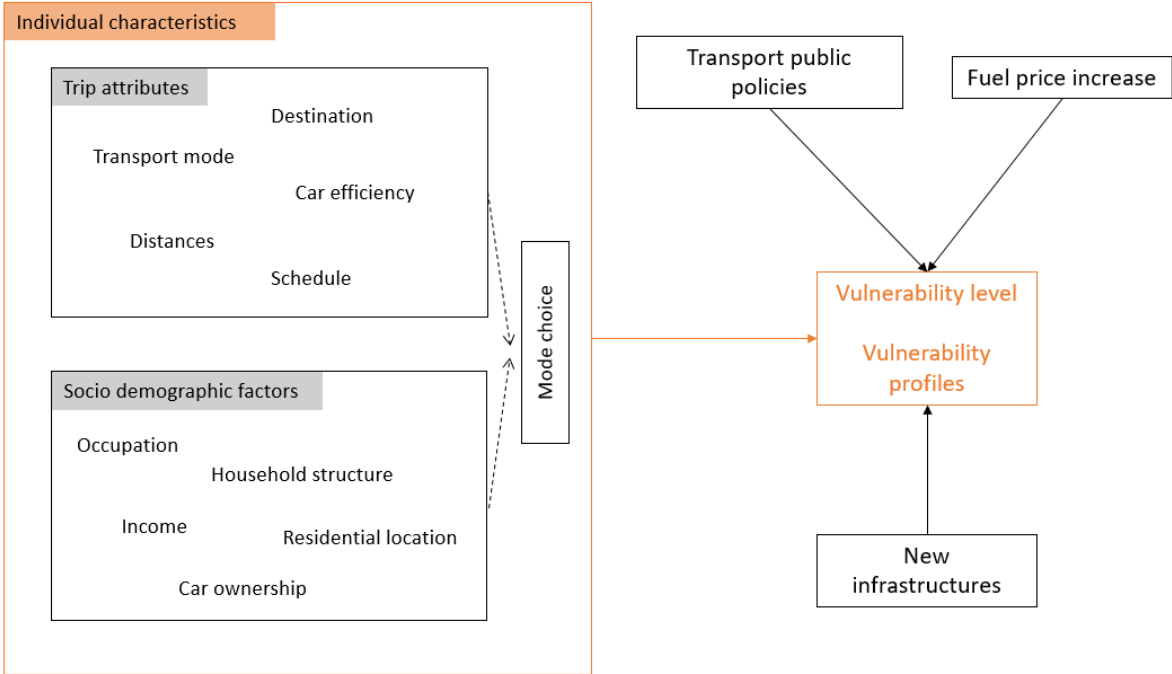 Individual characteristics
Trip attributes
Destination
Transport mode
Car efficiency
Distances
Schedule
Socio demographic factors
Occupation
Household structure
Income
Residential location
Car ownership
Mode choice
Transport public
policies
Fuel price increase
Vulnerability level
Vulnerability
profiles
New
infrastructures